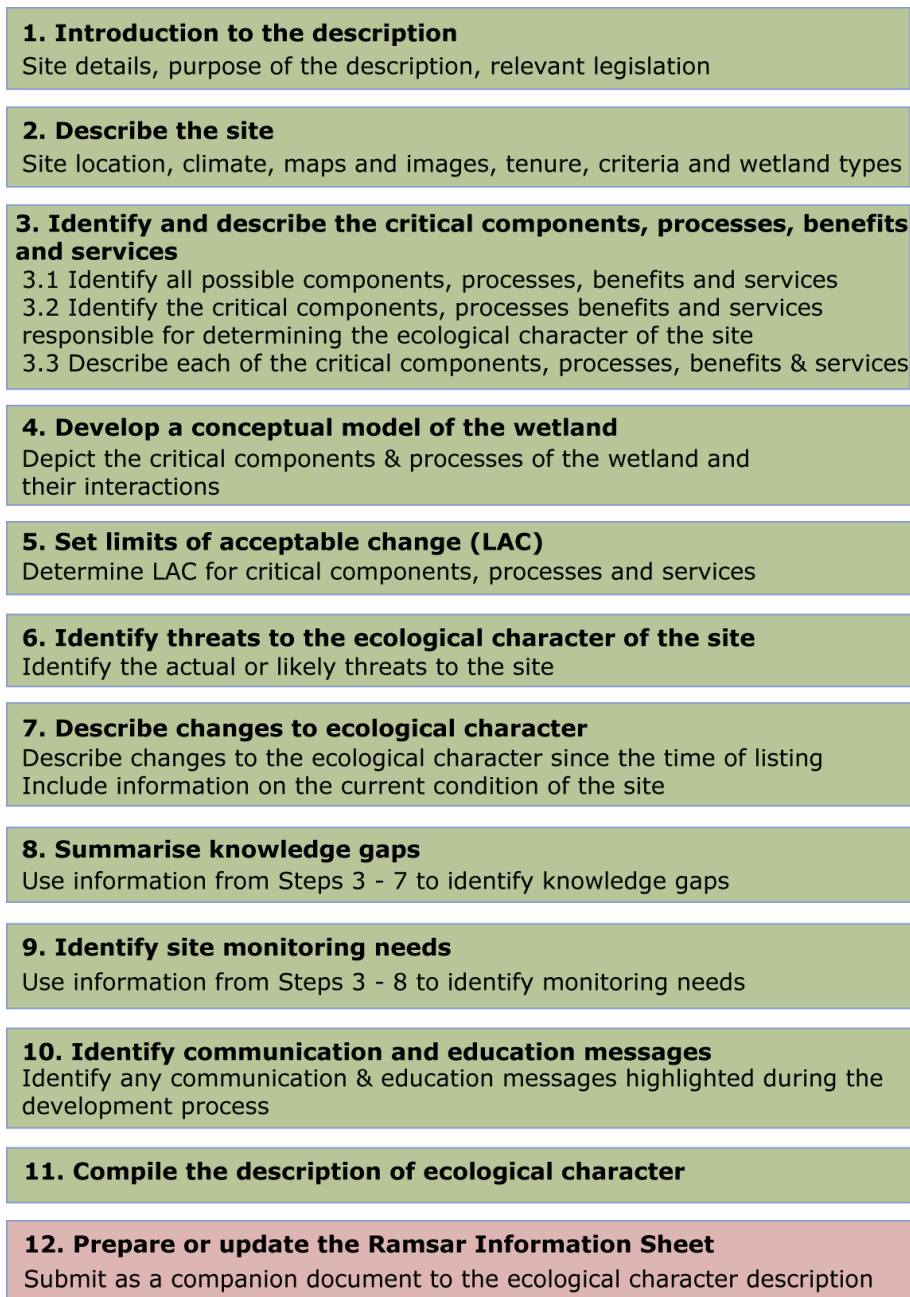 1. Introduction to the description
Site details, purpose of the description, relevant legislation
2. Describe the site
Site location, climate, maps and images, tenure, criteria and wetland types
3. Identify and describe the critical components, processes, benefits
and services
3.1 Identify all possible components, processes, benefits and services
3.2 Identify the critical components, processes benefits and services
responsible for determining the ecological character of the site
3.3 Describe each of the critical components, processes, benefits & services
4. Develop a conceptual model of the wetland
Depict the critical components & processes of the wetland and
their interactions
5. Set limits of acceptable change (LAC)
Determine LAC for critical components, processes and services
6. Identify threats to the ecological character of the site
Identify the actual or likely threats to the site
7. Describe changes to ecological character
Describe changes to the ecological character since the time of listing
Include information on the current condition of the site
8. Summarise knowledge gaps
Use information from Steps 3 - 7 to identify knowledge gaps
9. Identify site monitoring needs
Use information from Steps 3 - 8 to identify monitoring needs
10. Identify communication and education messages
Identify any communication & education messages highlighted during the
development process
11. Compile the description of ecological character
12. Prepare or update the Ramsar Information Sheet
Submit as a companion document to the ecological character description